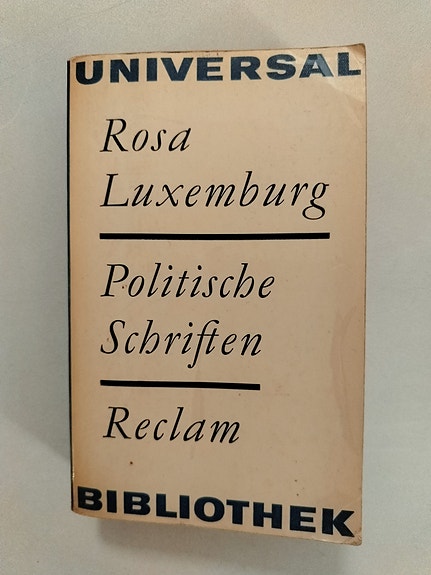 UNIVERSAL
Rosa
Luxemburg
Politische
Schriften
Reclam
BIBLIOTHEK